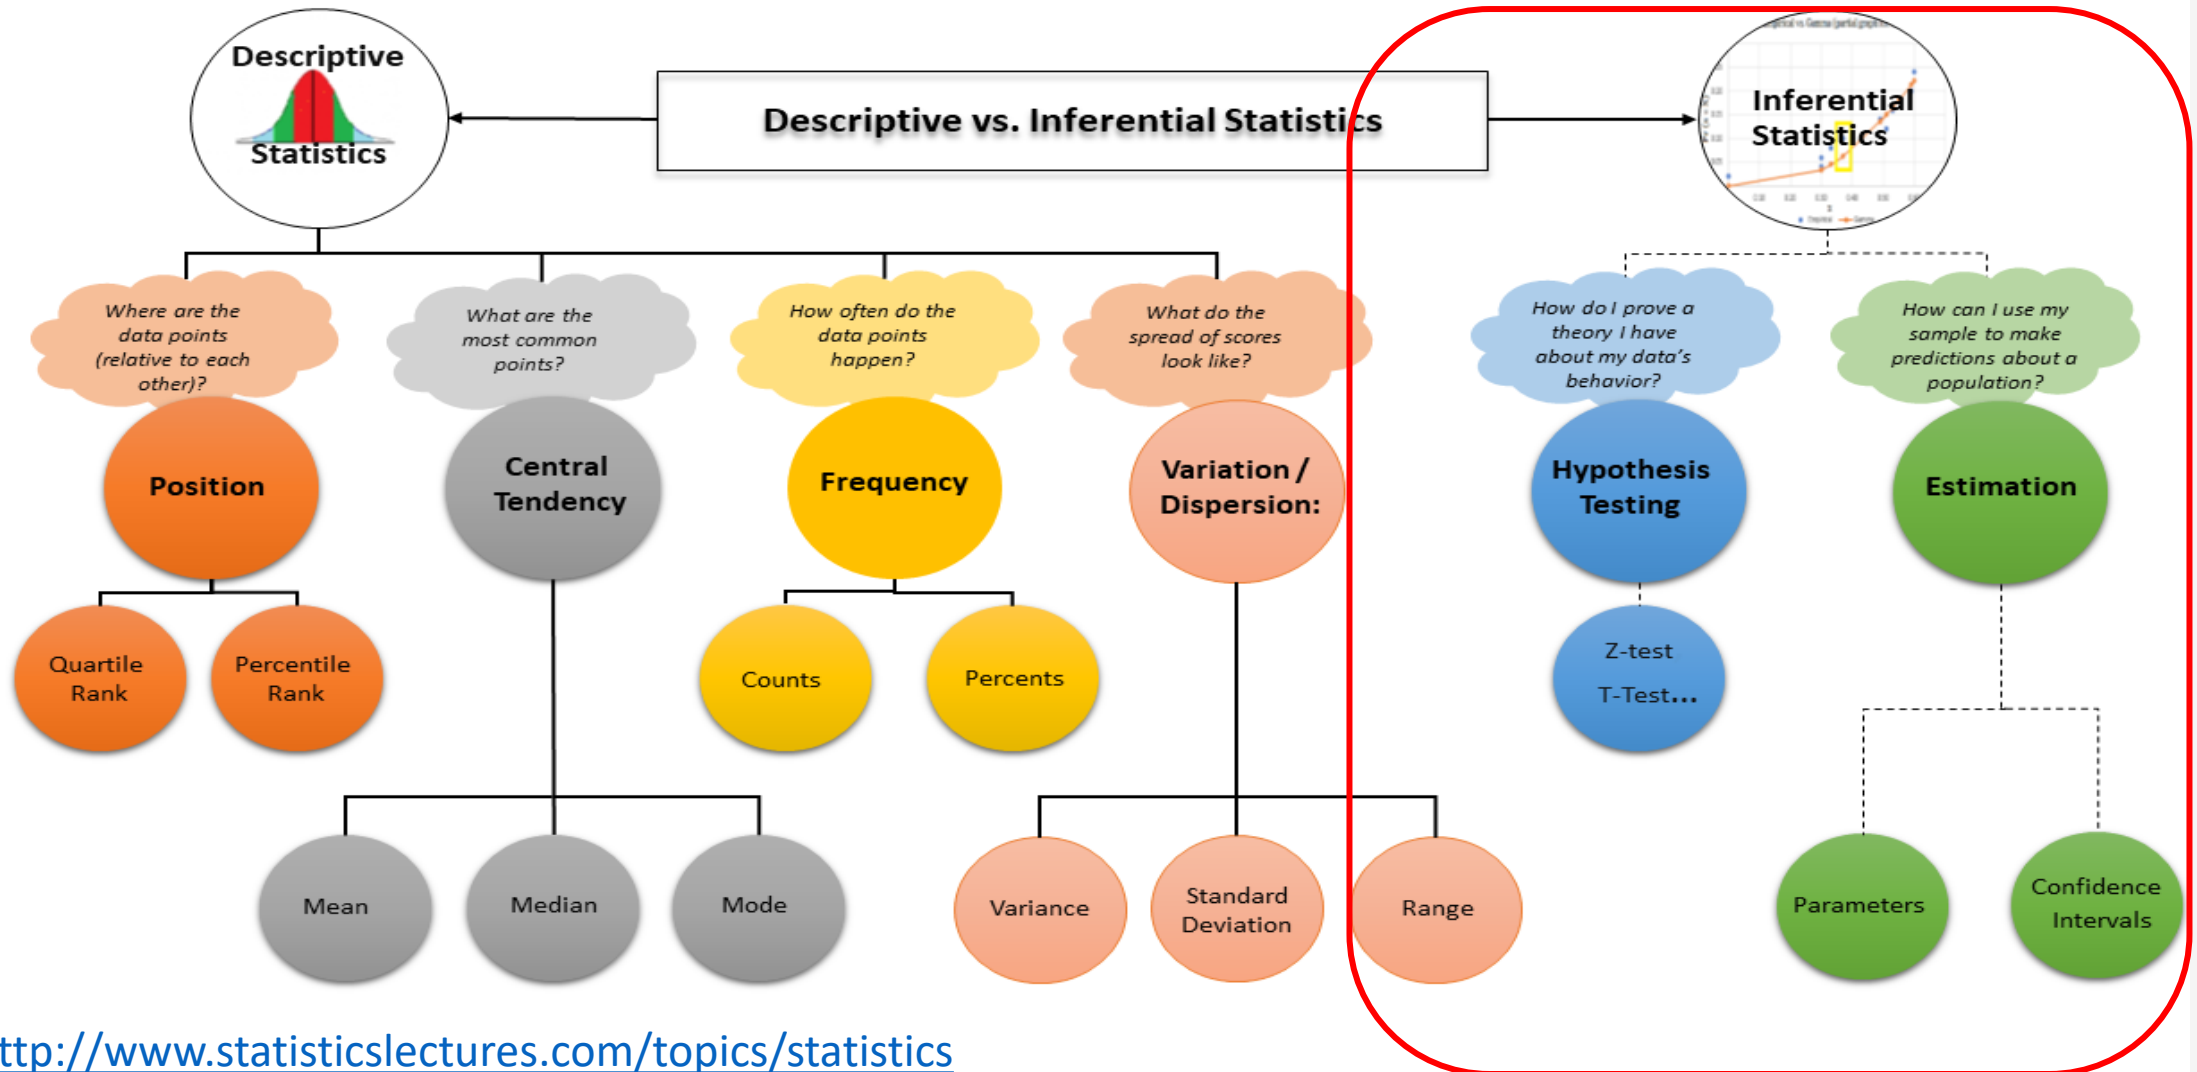 Descriptive
Statistics
Descriptive vs. Inferential Statistics
Inferential
Statistics
Where are the
data points
(relative to each
other)?
What are the
most common
points?
How often do the
data points
happen?
What do the
spread of scores
look like?
How do I prove a
theory I have
about my data's
behavior?
How can I use my
sample to make
predictions about a
population?
Position
Central
Tendency
Frequency
Variation /
Dispersion:
Hypothesis
Testing
Estimation
Quartile
Rank
Percentile
Rank
Counts
Percents
Z-test
T-Test...
Mean
Median
Mode
Variance
Standard
Deviation
Range
Parameters
Confidence
Intervals
ttp://www.statisticslectures.com/topics/statistics